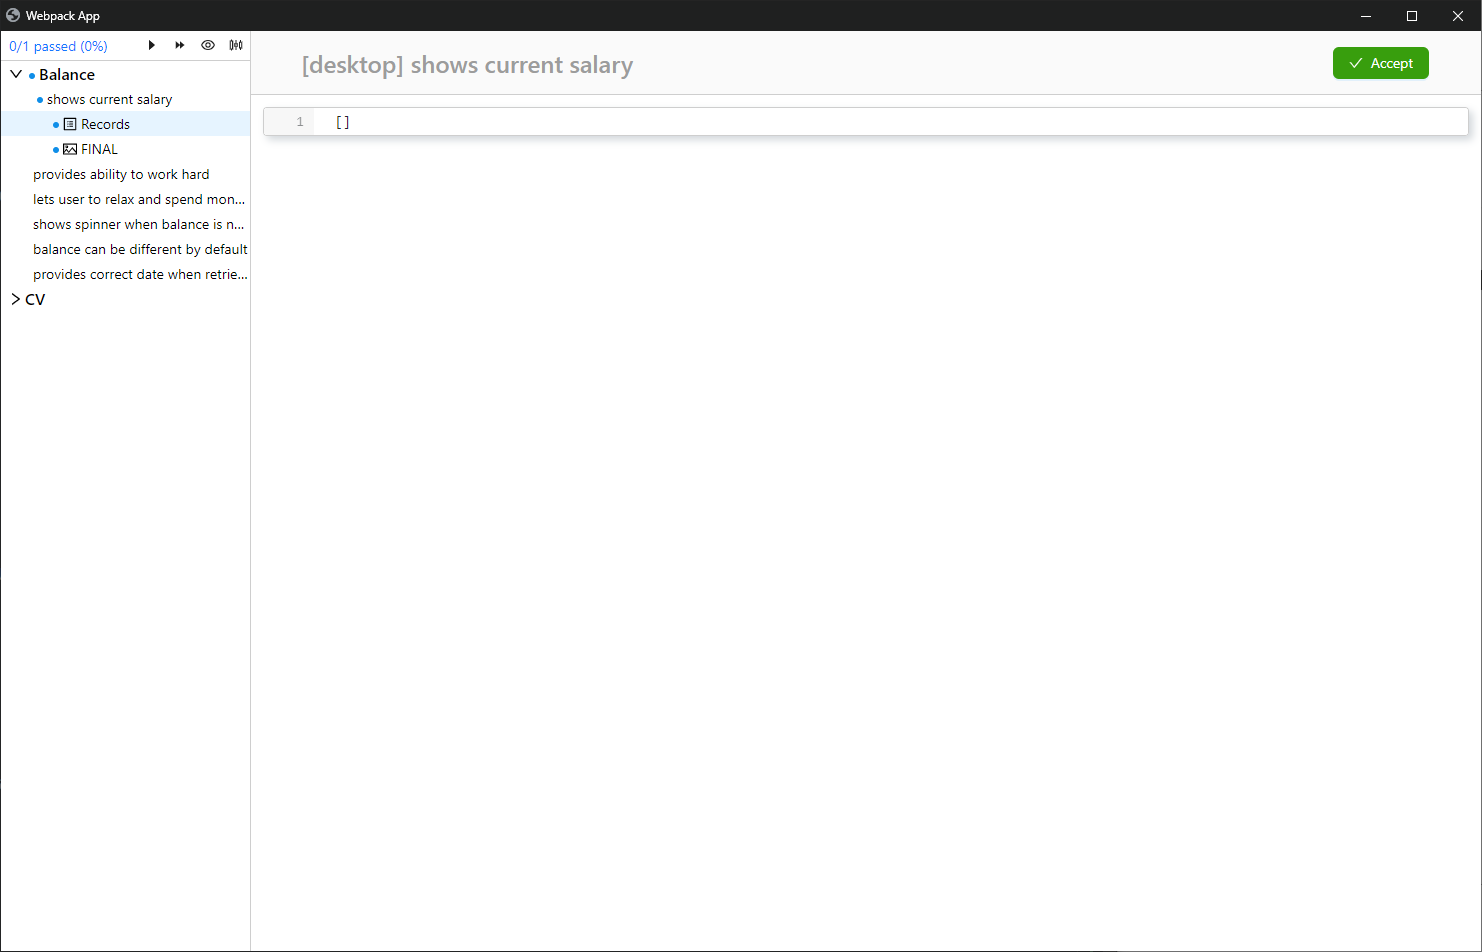 Webpack App
0/1 passed (0%)
Balance
shows current salary
Records
FINAL
provides ability to work hard
lets user to relax and spend mon...
shows spinner when balance is n...
balance can be different by default
provides correct date when retrie...
CV
[desktop] shows current salary
Accept
1 []